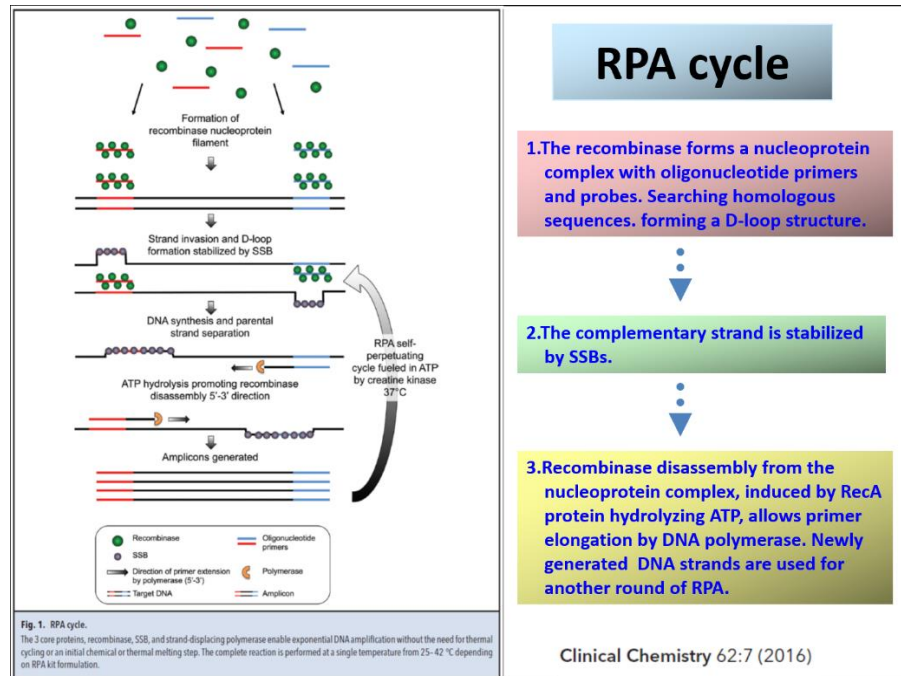 Formation of
recombinase nucleoprotein
filament
Strand invasion and D-loop
formation stabilized by SSB
DNA synthesis and parental
strand separation
RPA self-
perpetuating
cycle fueled in ATP
by creatine kinase
37°C
ATP hydrolysis promoting recombinase
disassembly 5′-3′ direction
Amplicons generated
Recombinase
SSB
Direction of primer extension
by polymerase (5′-3′)
Target DNA
Oligonucleotide
primers
Polymerase
Amplicon
Fig. 1. RPA cycle.
The 3 core proteins, recombinase, SSB, and strand-displacing polymerase enable exponential DNA amplification without the need for thermal
cycling or an initial chemical or thermal melting step. The complete reaction is performed at a single temperature from 25–42 °C depending
on RPA kit formulation.
RPA cycle
1.The recombinase forms a nucleoprotein
complex with oligonucleotide primers
and probes. Searching homologous
sequences. forming a D-loop structure.
2.The complementary strand is stabilized
by SSBs.
3.Recombinase disassembly from the
nucleoprotein complex, induced by RecA
protein hydrolyzing ATP, allows primer
elongation by DNA polymerase. Newly
generated DNA strands are used for
another round of RPA.
Clinical Chemistry 62:7 (2016)